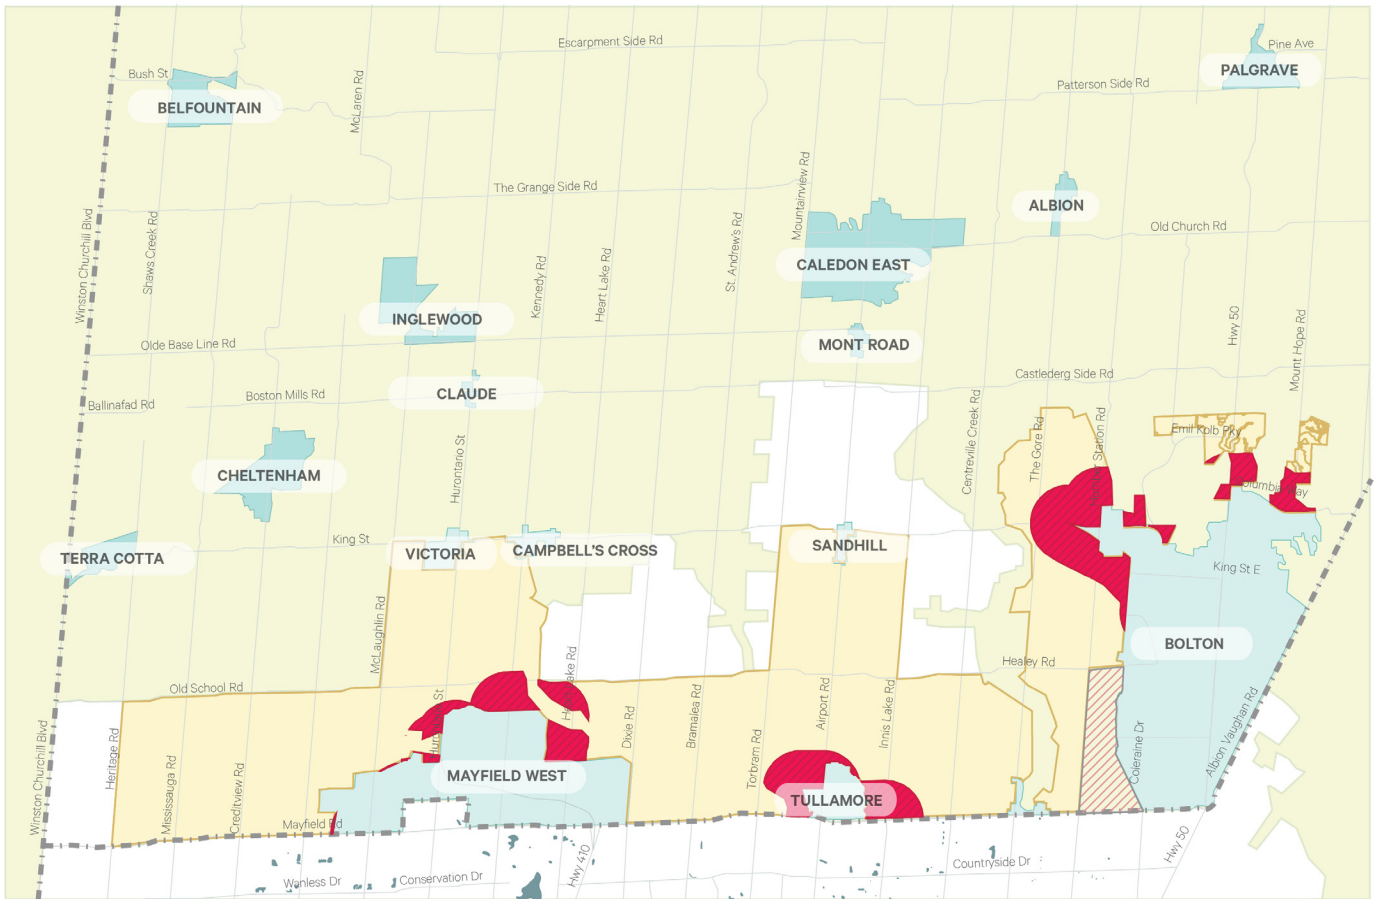 Escarpment Side Rd
Pine Ave
PALGRAVE
Bush St
BELFOUNTAIN
McLaren Rd
Patterson Side Rd
The Grange Side Rd
Mountainview Rd
ALBION
Old Church Rd
Winston Churchill Blvd
Shaws Creek Rd
St. Andrew's Rd
Kennedy Rd
Heart Lake Rd
CALEDON EAST
INGLEWOOD
Hwy 50
Mount Hope Rd
Olde Base Line Rd
MONT ROAD
Castlederg Side Rd
Ballinafad Rd
Boston Mills Rd
CLAUDE
Centreville Creek Rd
The Gore Rd
Station Rd
Emil Kolb Pky
CHELTENHAM
Hurontario St
King St
TERRA COTTA
VICTORIA
CAMPBELL'S CROSS
SANDHILL
King St E
McLaughlin Rd
BOLTON
Healey Rd
Old School Rd
Winston Churchill Blvd
Heritage Rd
Mississauga Rd
Creditview Rd
Dixie Rd
Bramalea Rd
Torbram Rd
Airport Rd
Innis Lake Rd
Coleraine Dr
Albion Vaughan Rd
MAYFIELD WEST
TULLAMORE
Mayfield Rd
Hwy 410
Hwy 50
Wanless Dr
Conservation Dr
Countryside Dr